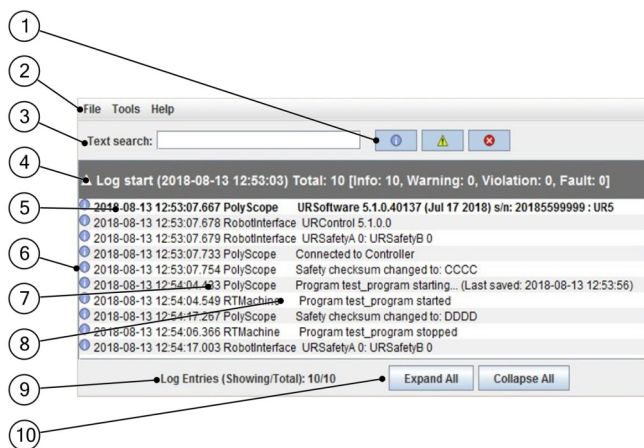 1
2
File Tools Help
3
Text search:
4
Log start (2018-08-13 12:53:03) Total: 10 [Info: 10, Warning: 0, Violation: 0, Fault: 0]
5
2018-08-13 12:53:07.667 PolyScope URSoftware 5.1.0.40137 (Jul 17 2018) s/n: 20185599999 : UR5
2018-08-13 12:53:07.678 RobotInterface URControl 5.1.0.0
2018-08-13 12:53:07.679 RobotInterface URSafetyA 0: URSafetyB 0
6
2018-08-13 12:53:07.733 PolyScope Connected to Controller
2018-08-13 12:53:07.754 PolyScope Safety checksum changed to: CCCC
7
2018-08-13 12:54:04.433 PolyScope Program test_program starting... (Last saved: 2018-08-13 12:53:56)
2018-08-13 12:54:04.549 RTMachine Program test_program started
8
2018-08-13 12:54:17.267 PolyScope Safety checksum changed to: DDDD
2018-08-13 12:54:06.366 RTMachine Program test_program stopped
2018-08-13 12:54:17.003 RobotInterface URSafetyA 0: URSafetyB 0
9
Log Entries (Showing/Total): 10/10 Expand All Collapse All
10